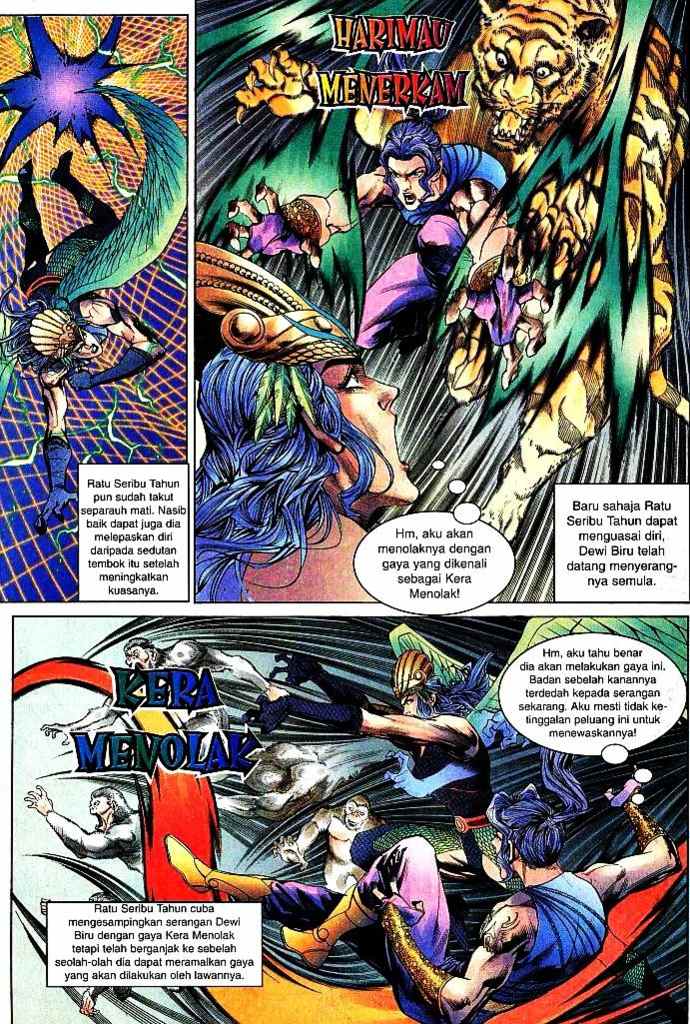 Ratu Seribu Tahun
pun sudah takut
separauh mati. Nasib
baik dapat juga dia
melepaskan diri
daripada sedutan
tembok itu setelah
meningkatkan
kuasanya.
HARIMAU
MENERKAM
Hm, aku akan
menolaknya dengan
gaya yang dikenali
sebagai Kera
Menolak!
Baru sahaja Ratu
Seribu Tahun dapat
menguasai diri,
Dewi Biru telah
datang menyerang-
nya semula.
KERA
MENOLAK
Hm, aku tahu benar
dia akan melakukan gaya ini.
Badan sebelah kanannya
terdedah kepada serangan
sekarang. Aku mesti tidak ke-
tinggalan peluang ini untuk
menewaskannya!
Ratu Seribu Tahun cuba
mengesampingkan serangan Dewi
Biru dengan gaya Kera Menolak
tetapi telah berganjak ke sebelah
seolah-olah dia dapat meramalkan gaya
yang akan dilakukan oleh lawannya.